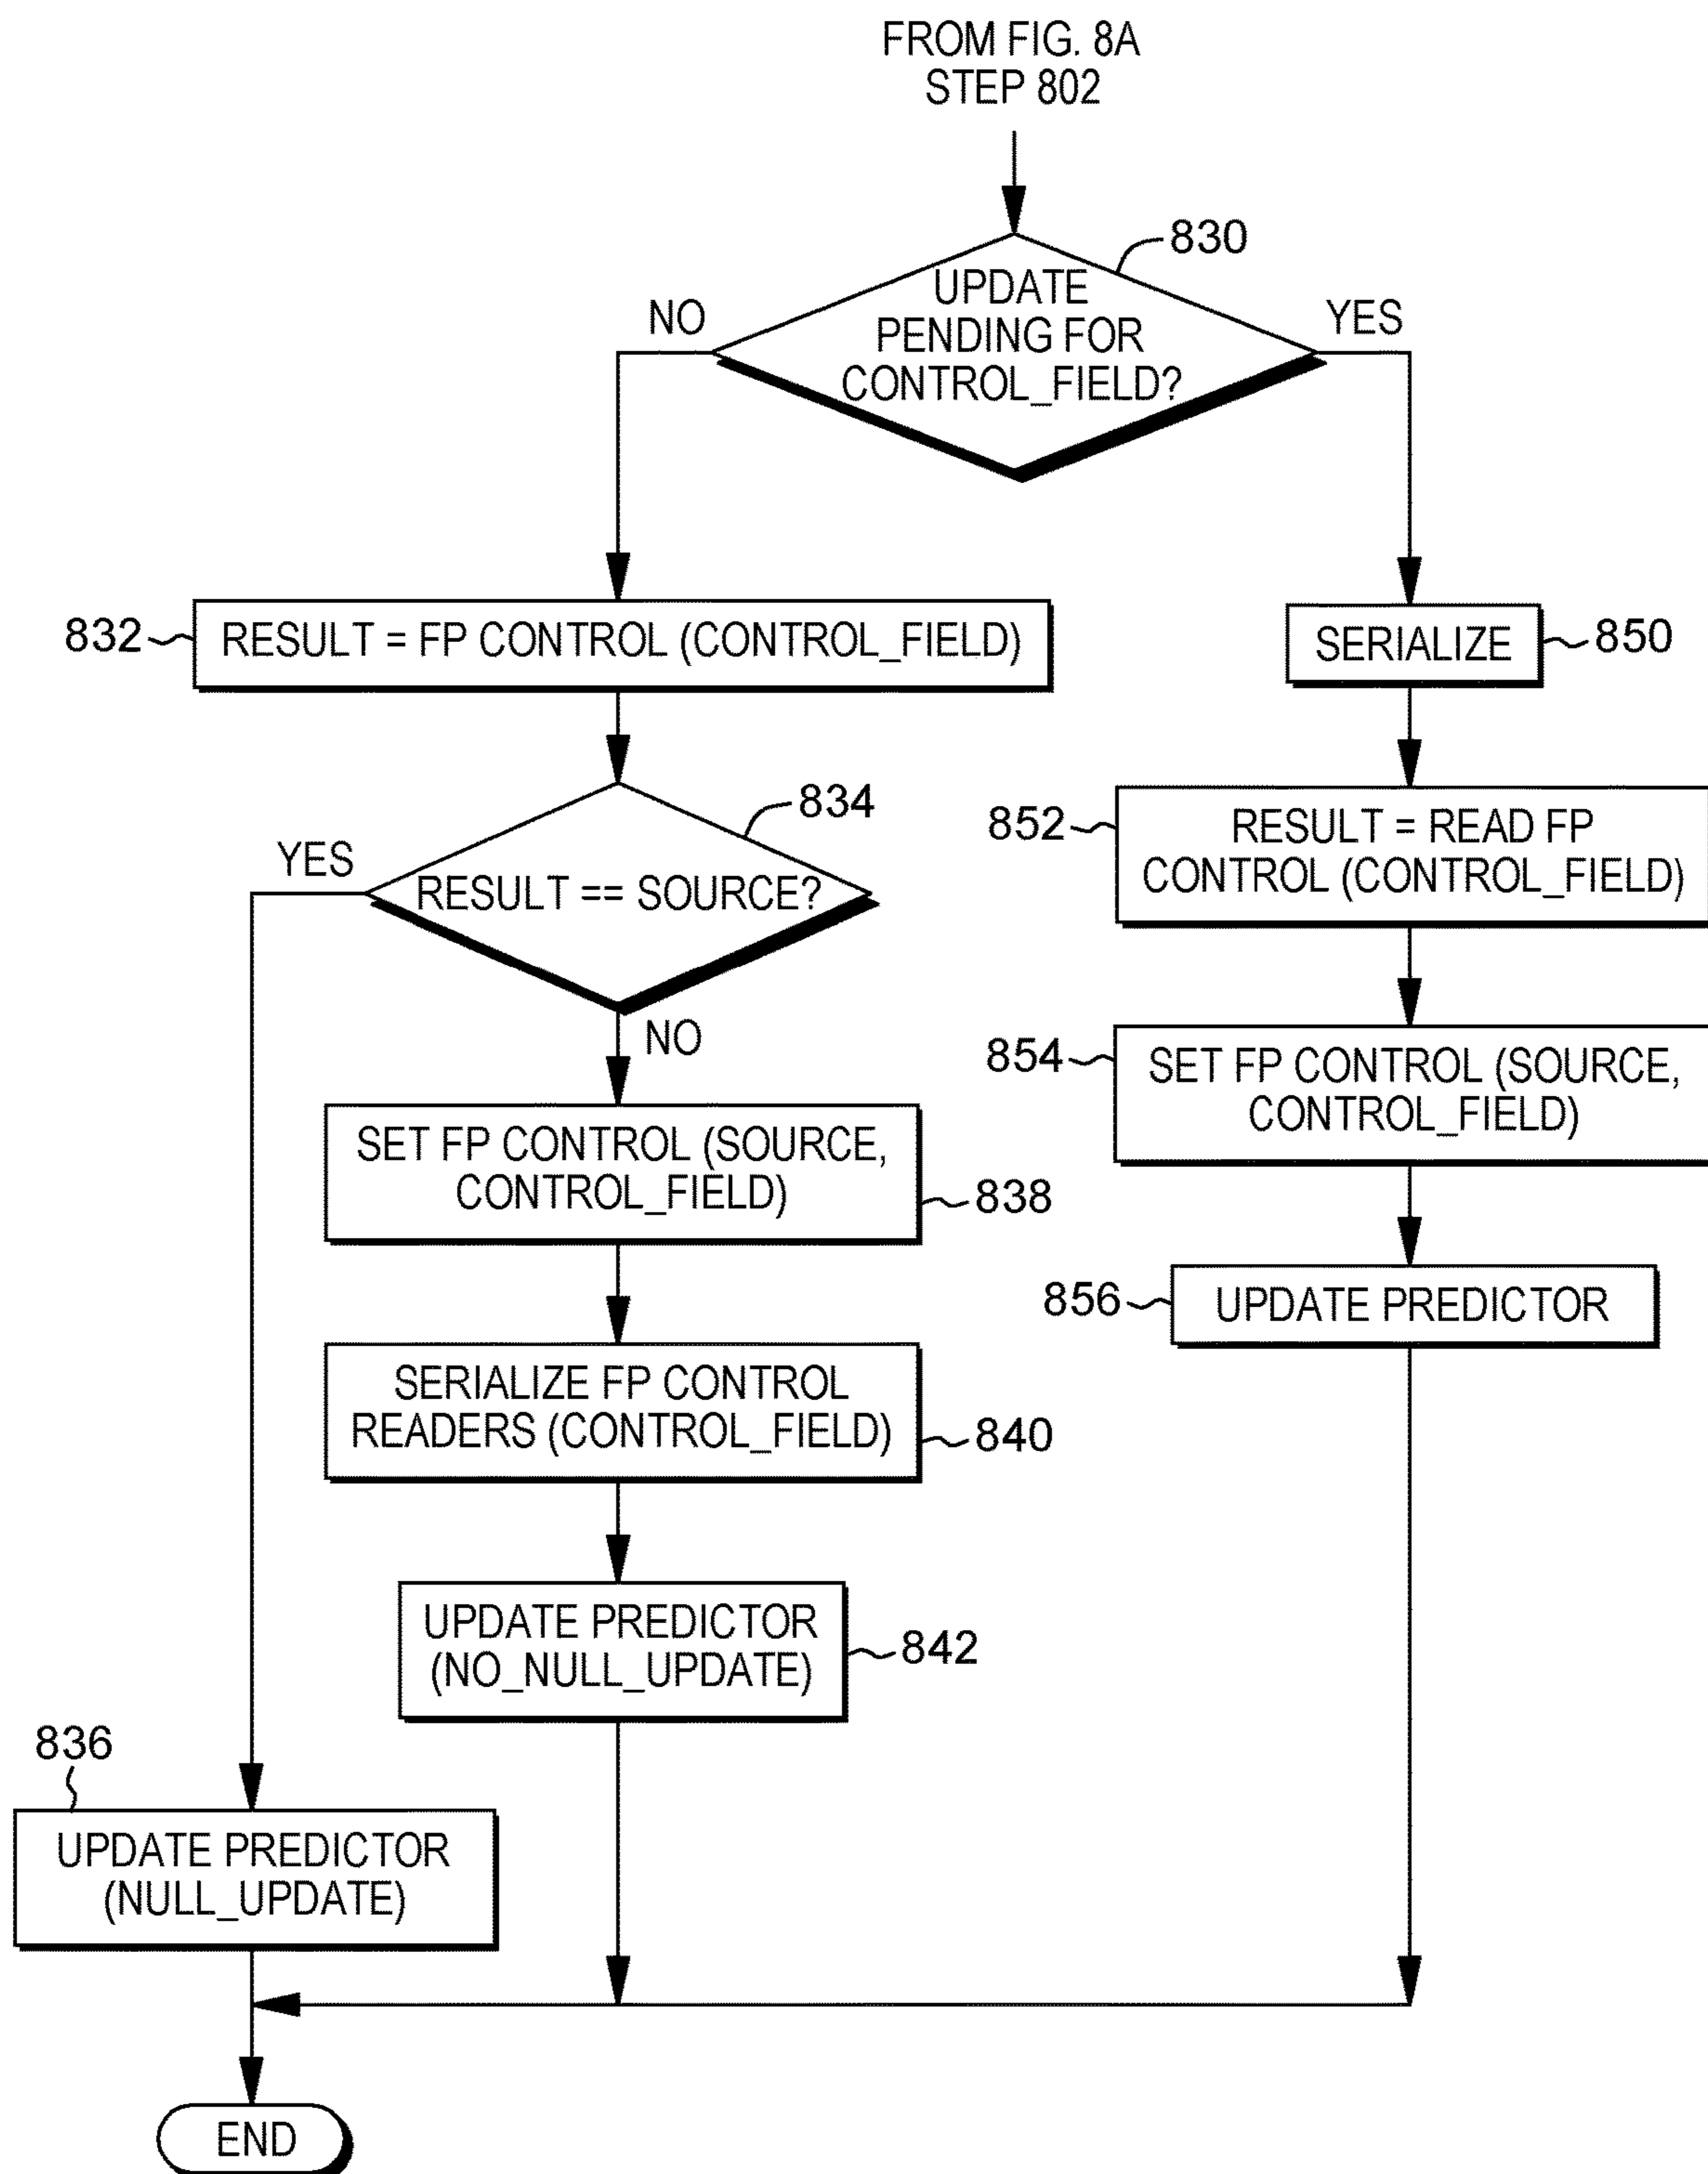 FROM FIG. 8A
STEP 802
830
UPDATE
PENDING FOR
CONTROL_FIELD?
NO
YES
832
RESULT = FP CONTROL (CONTROL_FIELD)
SERIALIZE
850
834
YES
RESULT == SOURCE?
NO
852
RESULT = READ FP
CONTROL (CONTROL_FIELD)
854
SET FP CONTROL (SOURCE,
CONTROL_FIELD)
SET FP CONTROL (SOURCE,
CONTROL_FIELD)
838
856
UPDATE PREDICTOR
SERIALIZE FP CONTROL
READERS (CONTROL_FIELD)
840
UPDATE PREDICTOR
(NO_NULL_UPDATE)
842
836
UPDATE PREDICTOR
(NULL_UPDATE)
END